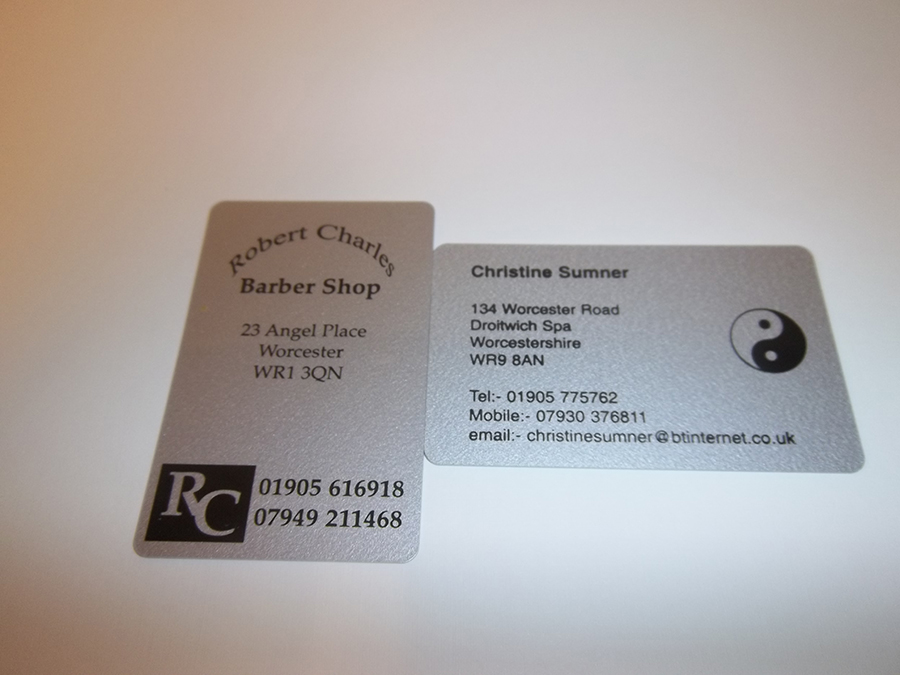 Robert Charles
Barber Shop
23 Angel Place
Worcester
WR1 3QN
RC
01905 616918
07949 211468
Christine Sumner
134 Worcester Road
Droitwich Spa
Worcestershire
WR9 8AN
Tel:- 01905 775762
Mobile:- 07930 376811
email:- christinesumner@btinternet.co.uk